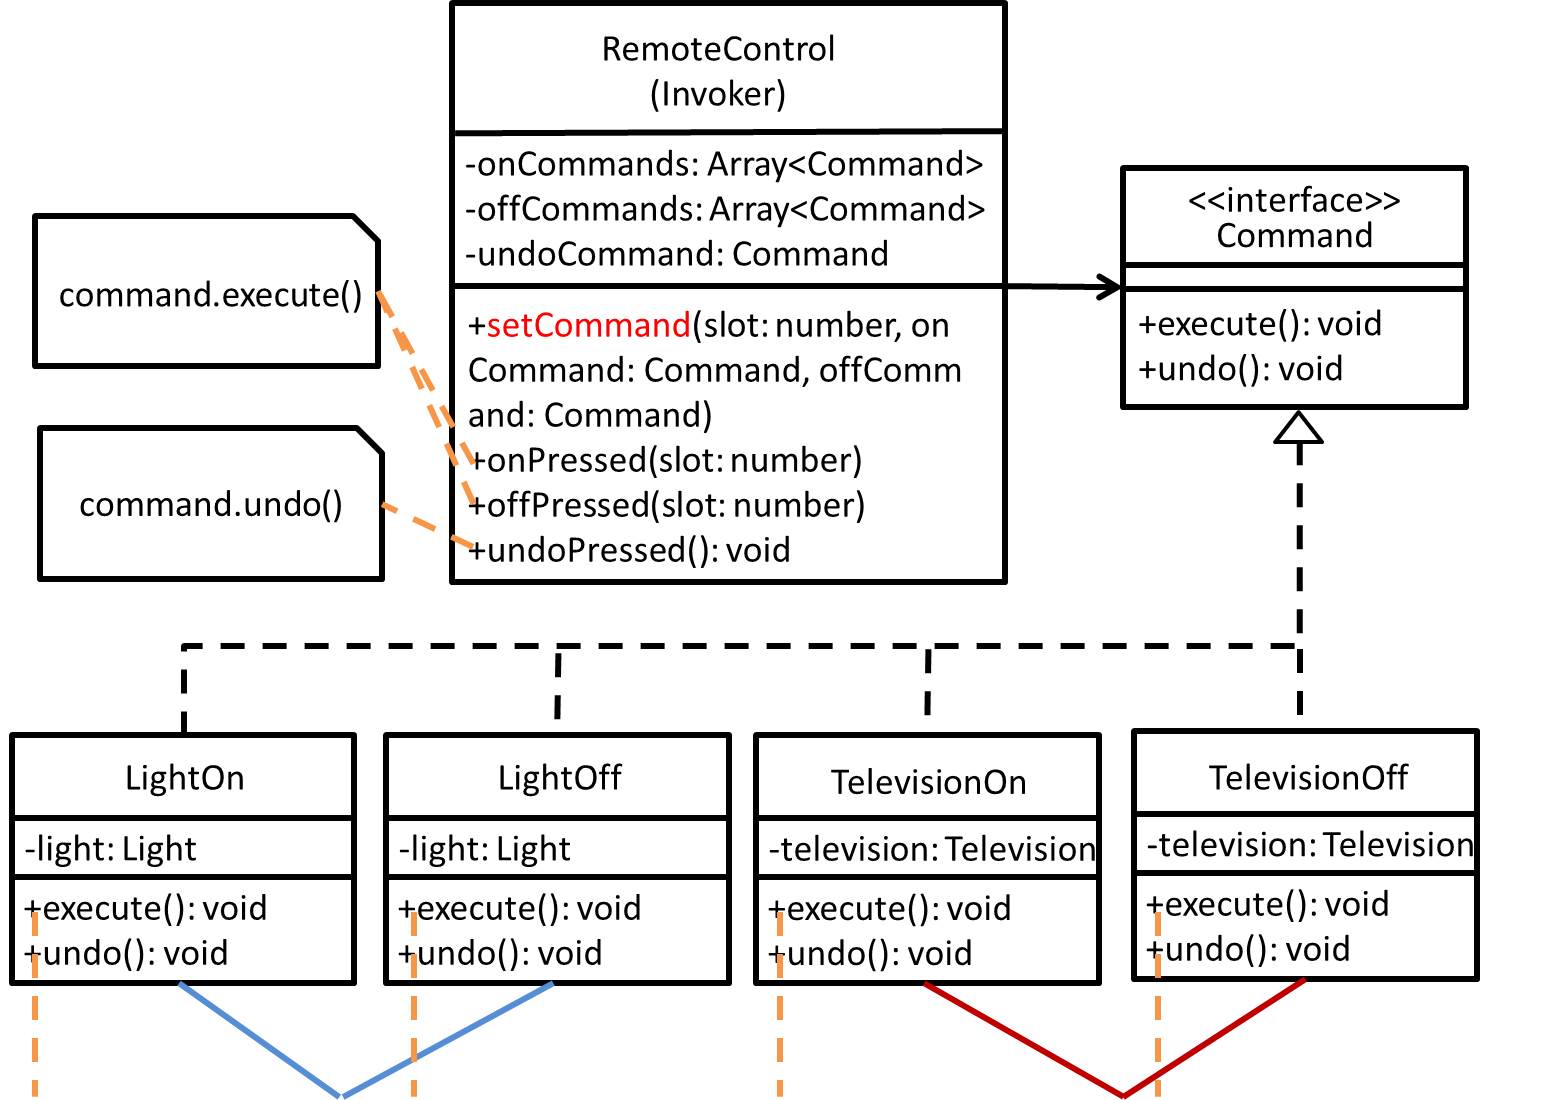 RemoteControl
(Invoker)
-onCommands: Array<Command>
-offCommands: Array<Command>
-undoCommand: Command
+setCommand(slot: number, on
Command: Command, offComm
and: Command)
+onPressed(slot: number)
+offPressed(slot: number)
+undoPressed(): void
command.execute()
command.undo()
<<interface>>
Command
+execute(): void
+undo(): void
LightOn
-light: Light
+execute(): void
+undo(): void
LightOff
-light: Light
+execute(): void
+undo(): void
TelevisionOn
-television: Television
+execute(): void
+undo(): void
TelevisionOff
-television: Television
+execute(): void
+undo(): void